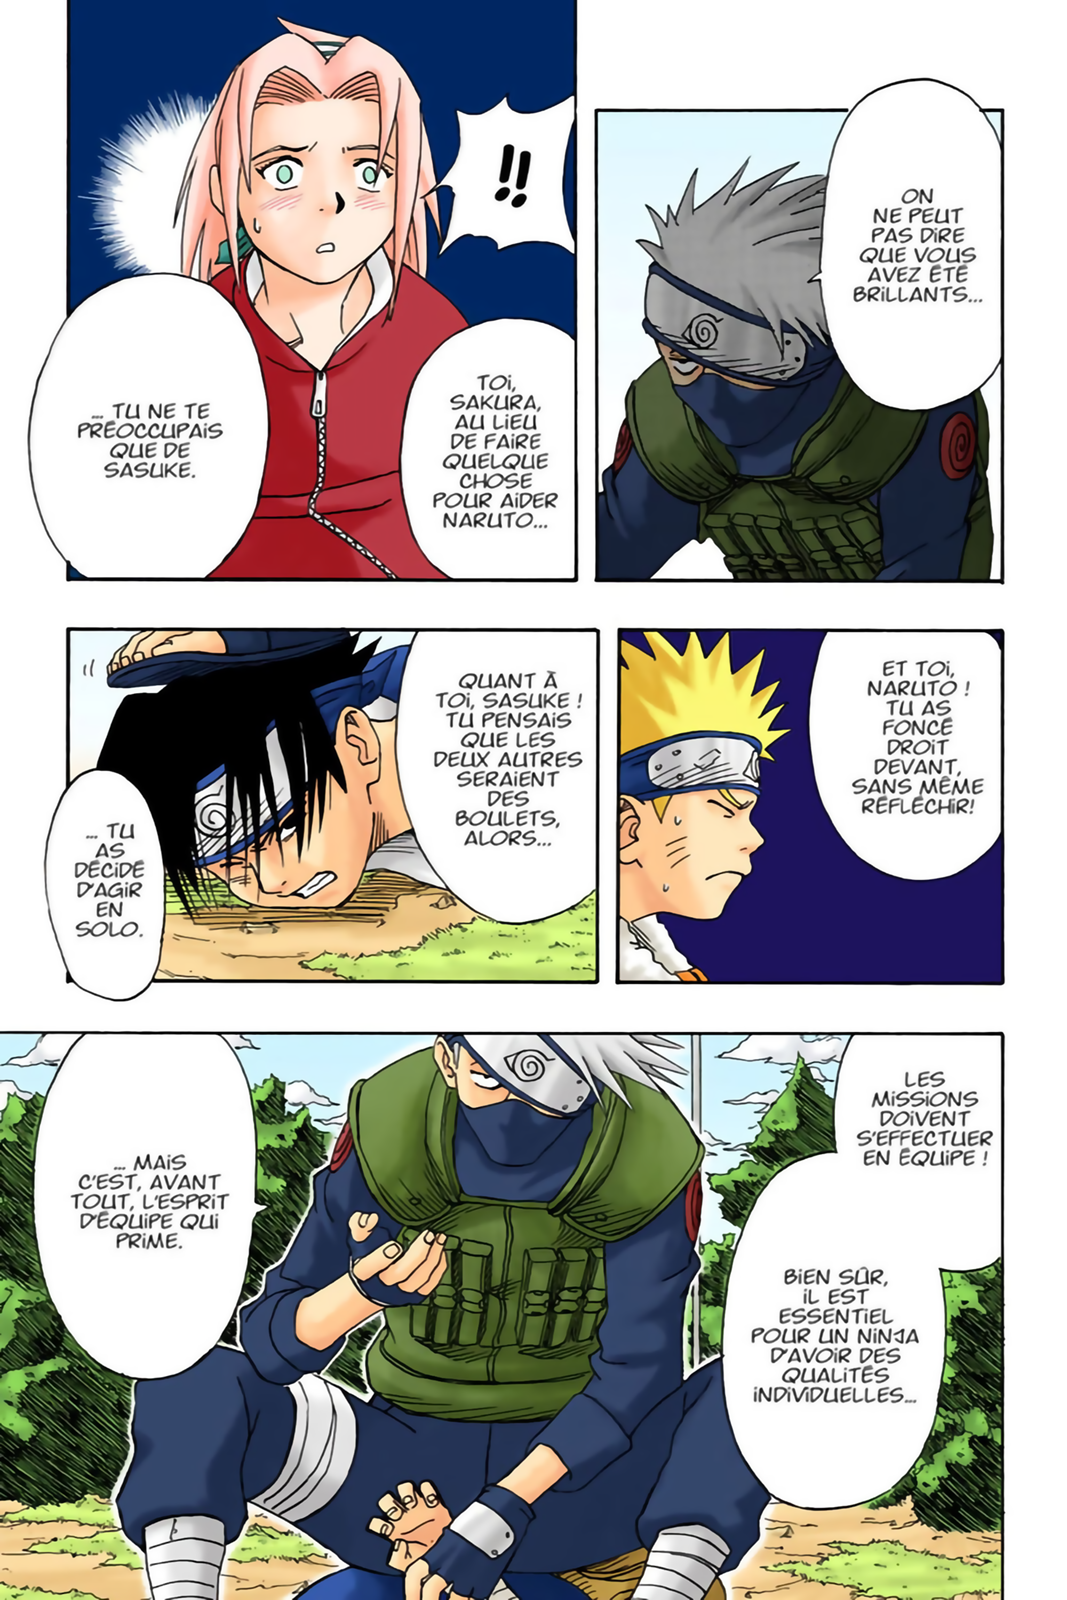 ON
NE PEUT
PAS DIRE
QUE VOUS
AVEZ ÉTÉ
BRILLANTS...
!!
TOI,
SAKURA,
AU LIEU
DE FAIRE
QUELQUE
CHOSE
POUR AIDER
NARUTO...
... TU NE TE
PRÉOCCUPAIS
QUE DE
SASUKE.
ET TOI,
NARUTO !
TU AS
FONCÉ
DROIT
DEVANT,
SANS MÊME
RÉFLÉCHIR!
QUANT À
TOI, SASUKE !
TU PENSAIS
QUE LES
DEUX AUTRES
SERAIENT
DES
BOULETS,
ALORS...
... TU
AS
DÉCIDÉ
D'AGIR
EN
SOLO.
LES
MISSIONS
DOIVENT
S'EFFECTUER
EN ÉQUIPE !
BIEN SÛR,
IL EST
ESSENTIEL
POUR UN NINJA
D'AVOIR DES
QUALITÉS
INDIVIDUELLES...
... MAIS
C'EST, AVANT
TOUT, L'ESPRIT
D'ÉQUIPE QUI
PRIME.